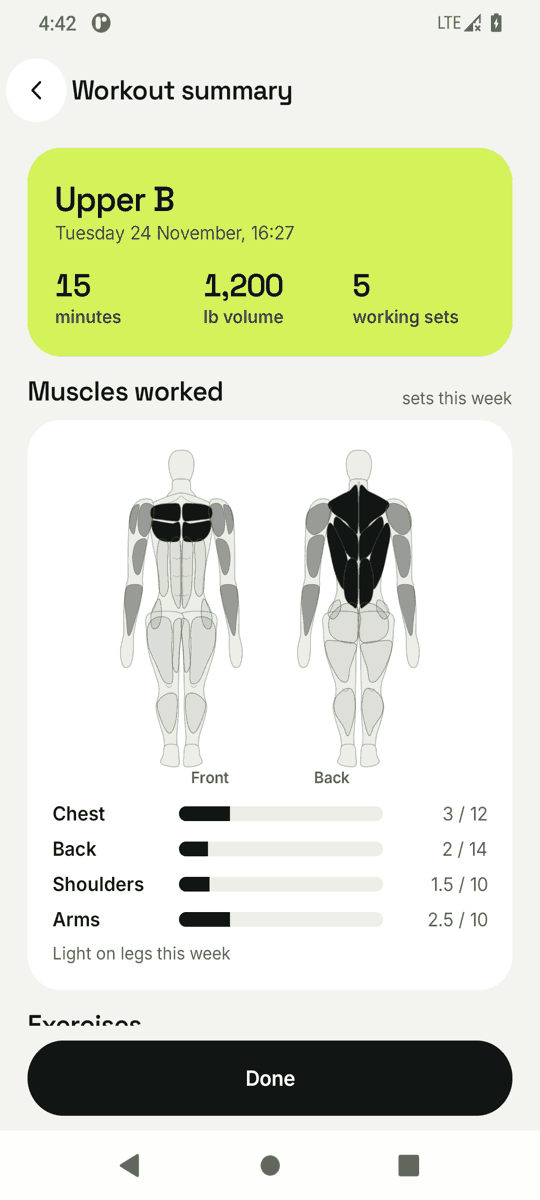 4:42
LTE
Workout summary
Upper B
Tuesday 24 November, 16:27
15 1,200 5
minutes lb volume working sets
Muscles worked sets this week
Front Back
Chest 3 / 12
Back 2 / 14
Shoulders 1.5 / 10
Arms 2.5 / 10
Light on legs this week
Exercises
Done